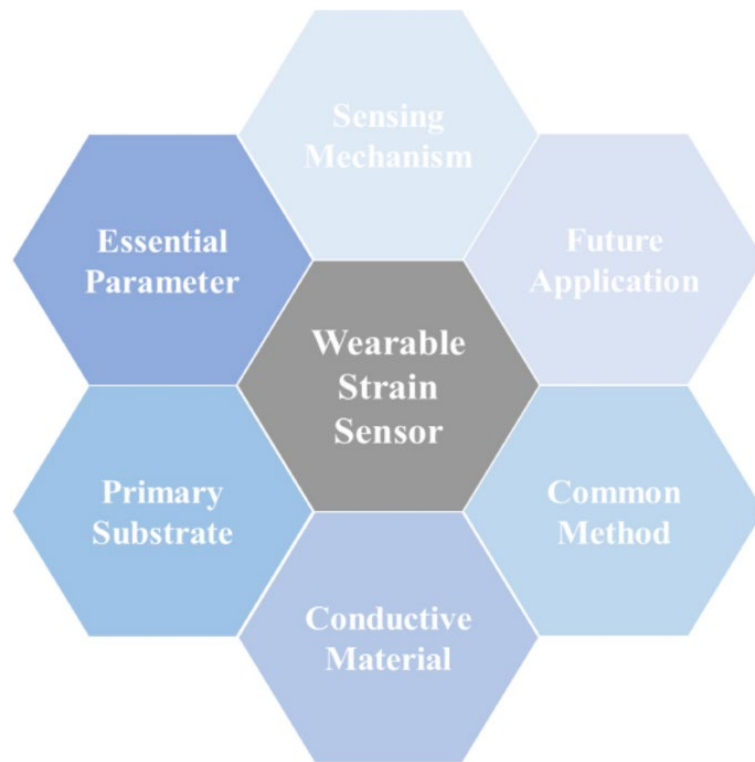 Sensing
Mechanism
Essential
Parameter
Future
Application
Wearable
Strain
Sensor
Primary
Substrate
Common
Method
Conductive
Material